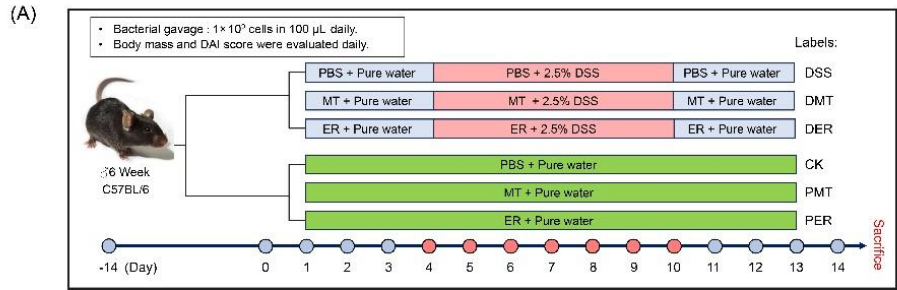 (A)
• Bacterial gavage : 1×10⁵ cells in 100 µL daily.
• Body mass and DAI score were evaluated daily.
Labels:
PBS + Pure water PBS + 2.5% DSS PBS + Pure water DSS
MT + Pure water MT + 2.5% DSS MT + Pure water DMT
ER + Pure water ER + 2.5% DSS ER + Pure water DER
PBS + Pure water CK
MT + Pure water PMT
ER + Pure water PER
6 Week
C57BL/6
Sacrifice
-14 (Day) 0 1 2 3 4 5 6 7 8 9 10 11 12 13 14